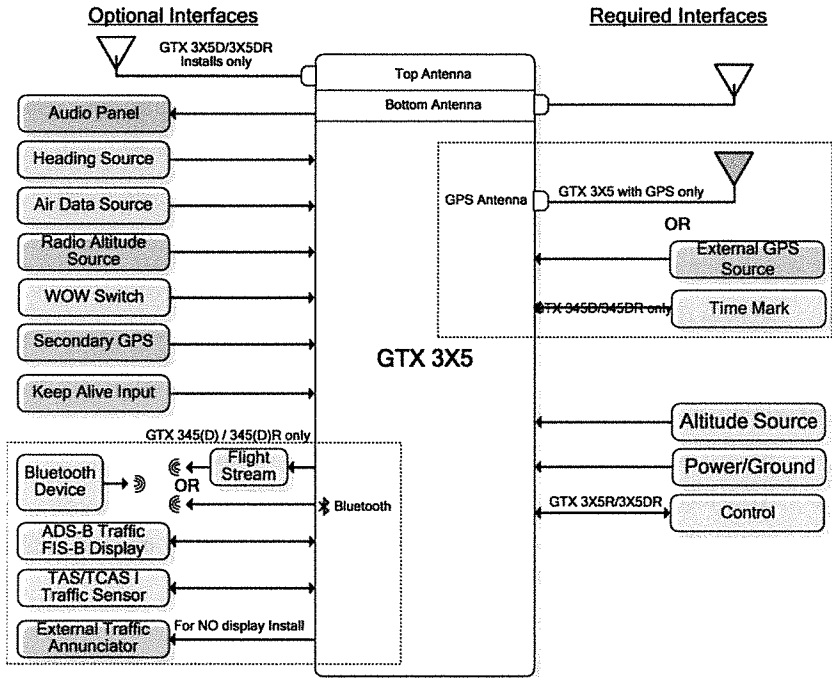 Optional Interfaces
Required Interfaces
GTX 3X5D/3X5DR
Installs only
Top Antenna
Bottom Antenna
Audio Panel
Heading Source
Air Data Source
Radio Altitude
Source
WOW Switch
Secondary GPS
Keep Alive Input
GPS Antenna
GTX 3X5 with GPS only
OR
External GPS
Source
GTX 345D/345DR only
Time Mark
GTX 3X5
Altitude Source
Power/Ground
GTX 3X5R/3X5DR
Control
GTX 345(D) / 345(D)R only
Flight
Stream
Bluetooth
Device
OR
Bluetooth
ADS-B Traffic
FIS-B Display
TAS/TCAS I
Traffic Sensor
External Traffic
Annunciator
For NO display Install